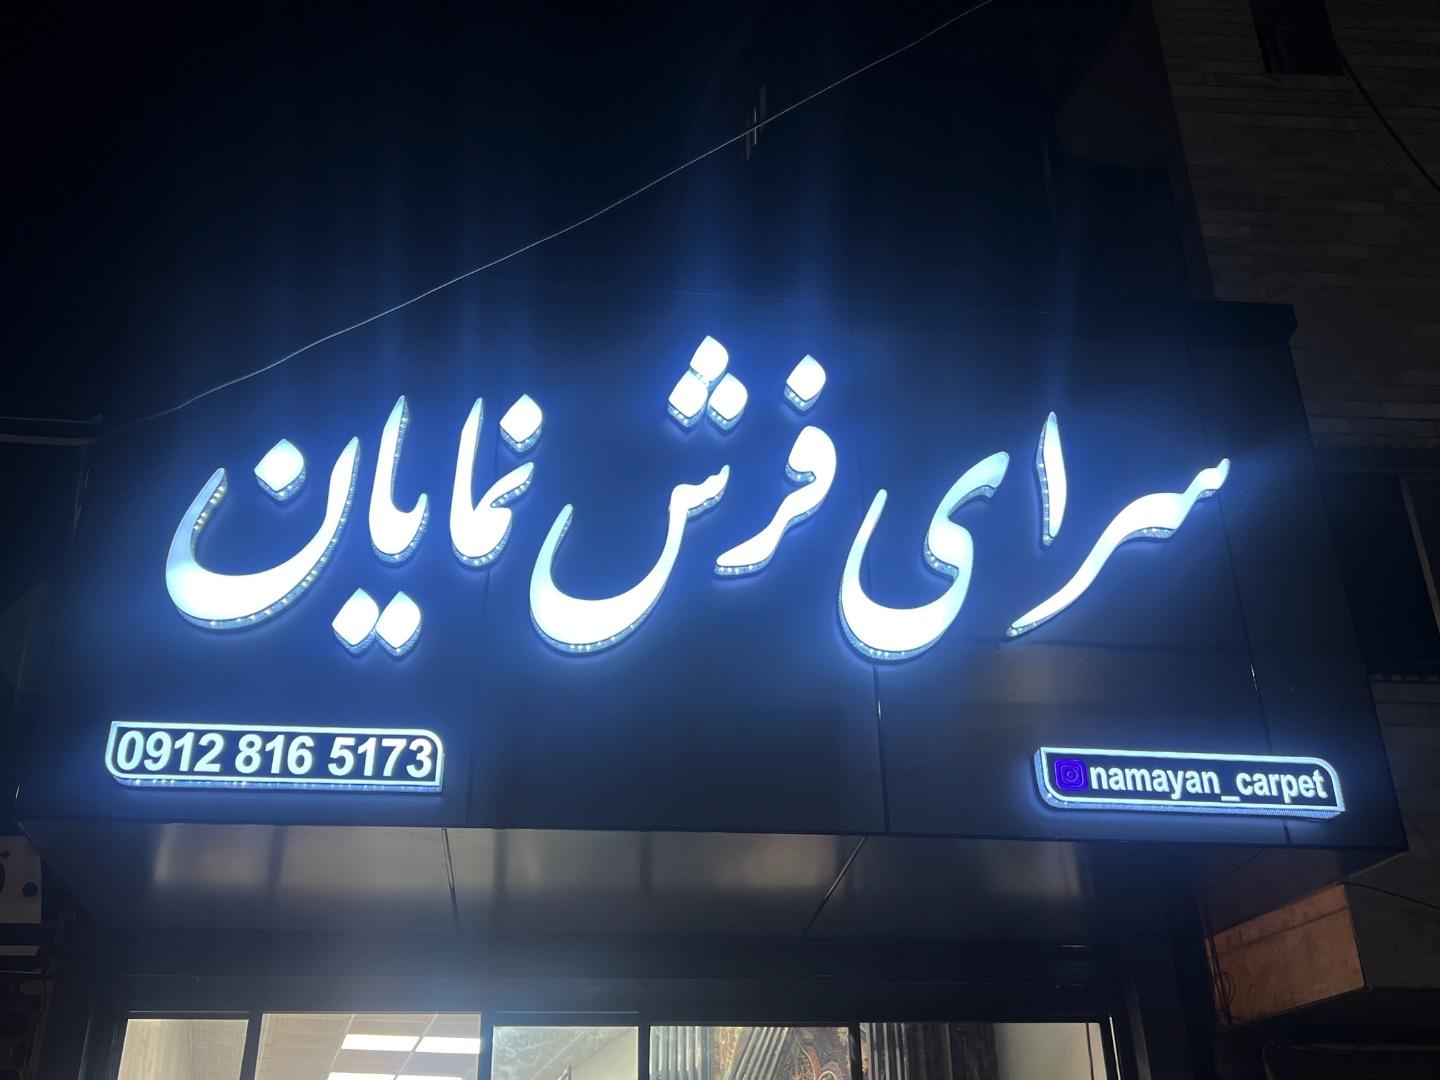 سرای فرش نمایان
0912 816 5173
namayan_carpet